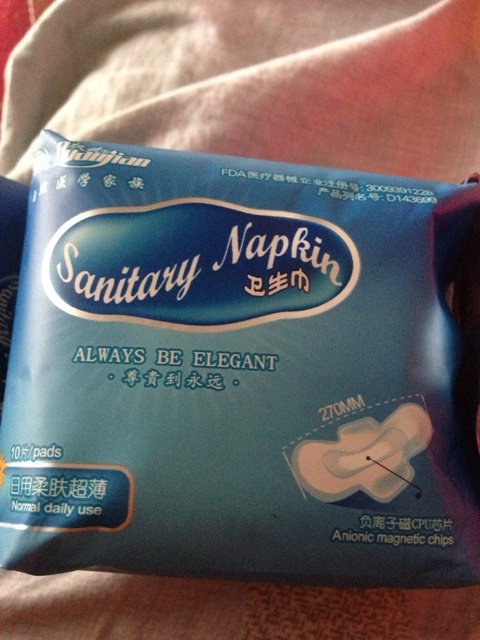 医学家族
FDA医疗器械企业注册号: 3009391228
产品列名号: D143699
Sanitary Napkin
卫生巾
ALWAYS BE ELEGANT
·尊贵到永远·
270MM
10片/pads
日用柔肤超薄
Normal daily use
负离子磁CPU芯片
Anionic magnetic chips